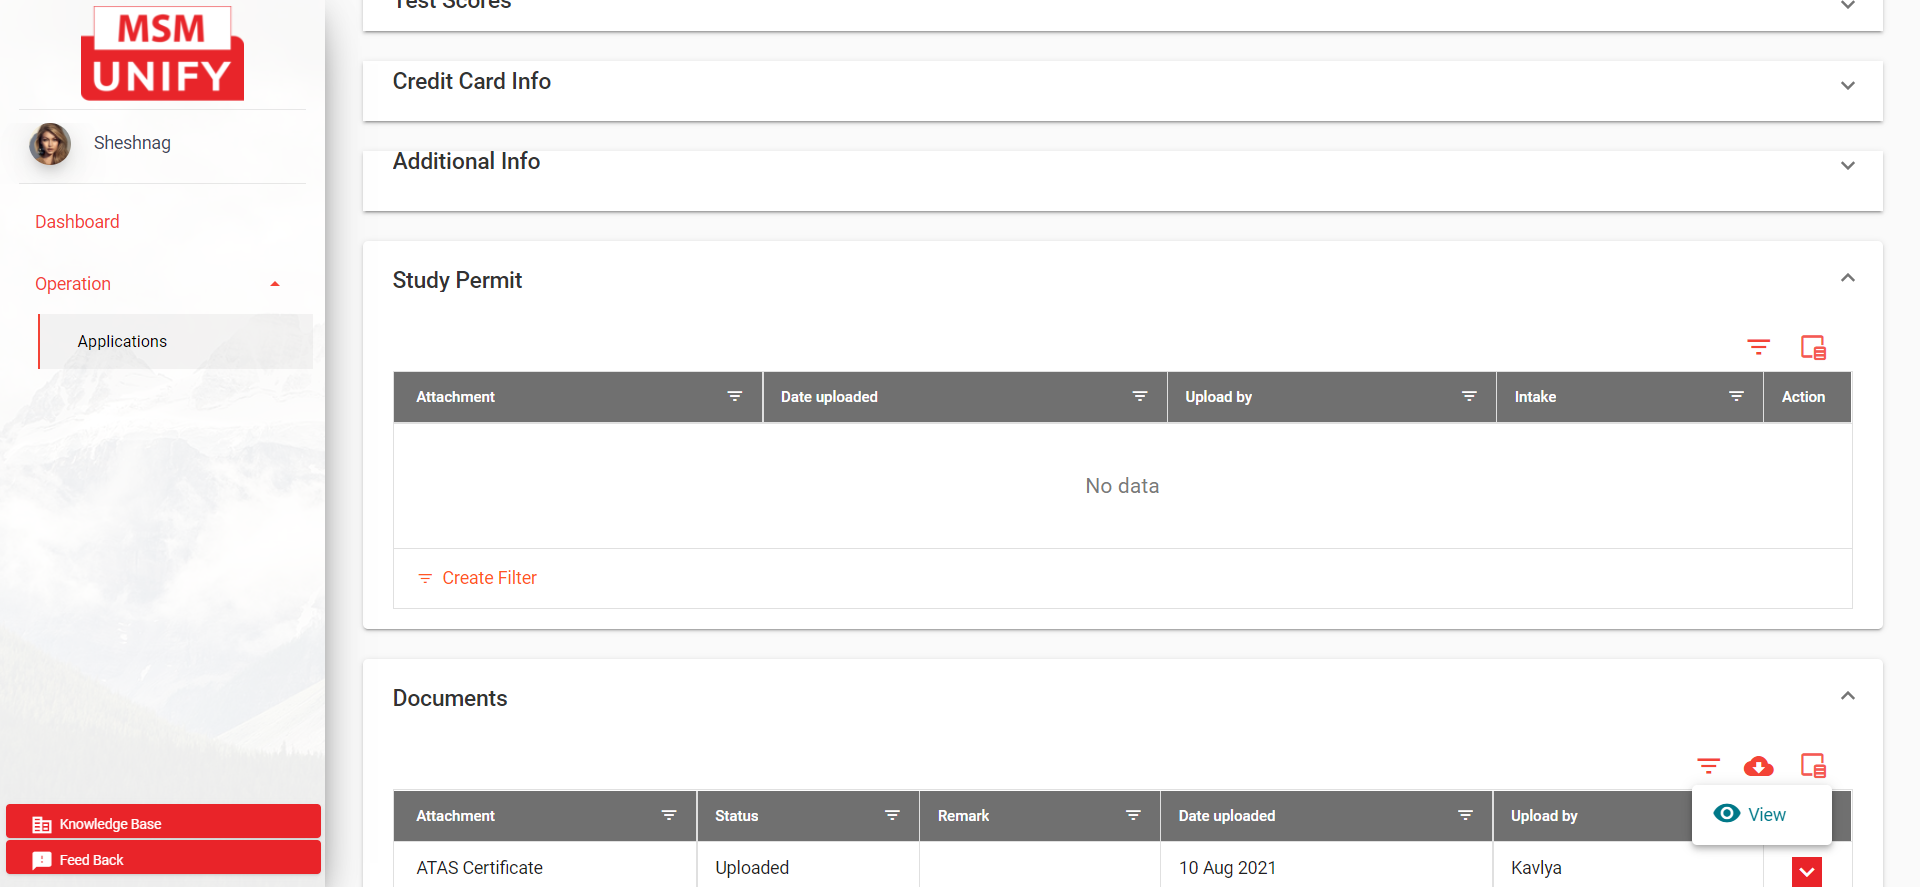 MSM
UNIFY
Sheshnag
Dashboard
Operation
Applications
Knowledge Base
Feed Back
Test Scores
Credit Card Info
Additional Info
Study Permit
Attachment Date uploaded Upload by Intake Action
No data
Create Filter
Documents
View
Attachment Status Remark Date uploaded Upload by
ATAS Certificate Uploaded 10 Aug 2021 Kavlya